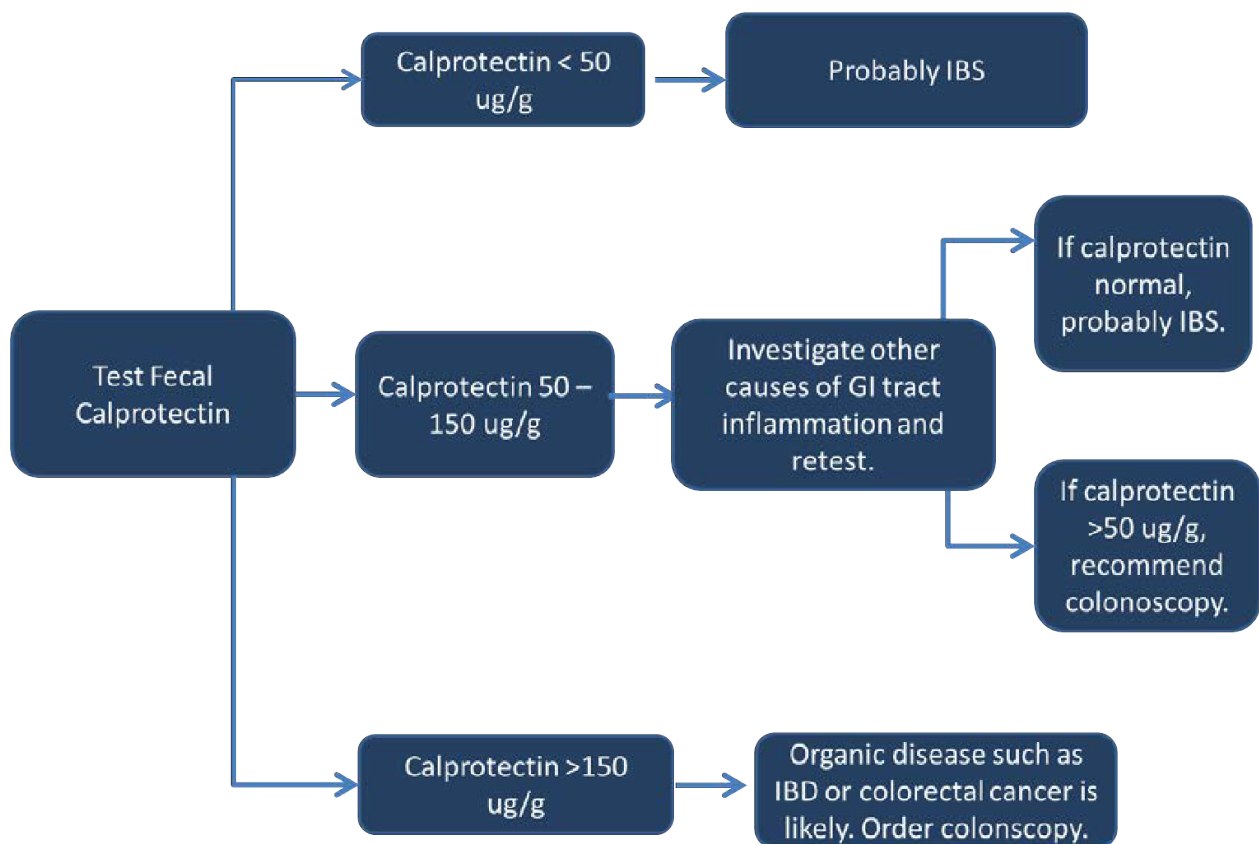 Calprotectin < 50
ug/g
Probably IBS
Test Fecal
Calprotectin
Calprotectin 50 –
150 ug/g
Investigate other
causes of GI tract
inflammation and
retest.
If calprotectin
normal,
probably IBS.
If calprotectin
>50 ug/g,
recommend
colonoscopy.
Calprotectin >150
ug/g
Organic disease such as
IBD or colorectal cancer is
likely. Order colonscopy.